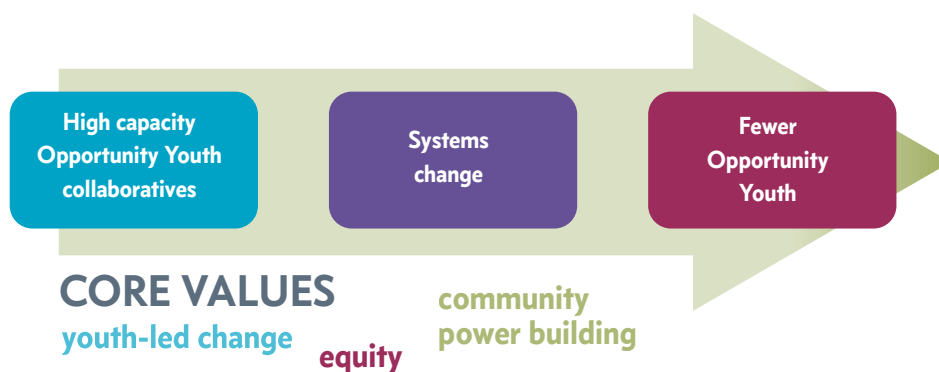 High capacity
Opportunity Youth
collaboratives
Systems
change
Fewer
Opportunity
Youth
CORE VALUES
youth-led change
equity
community
power building